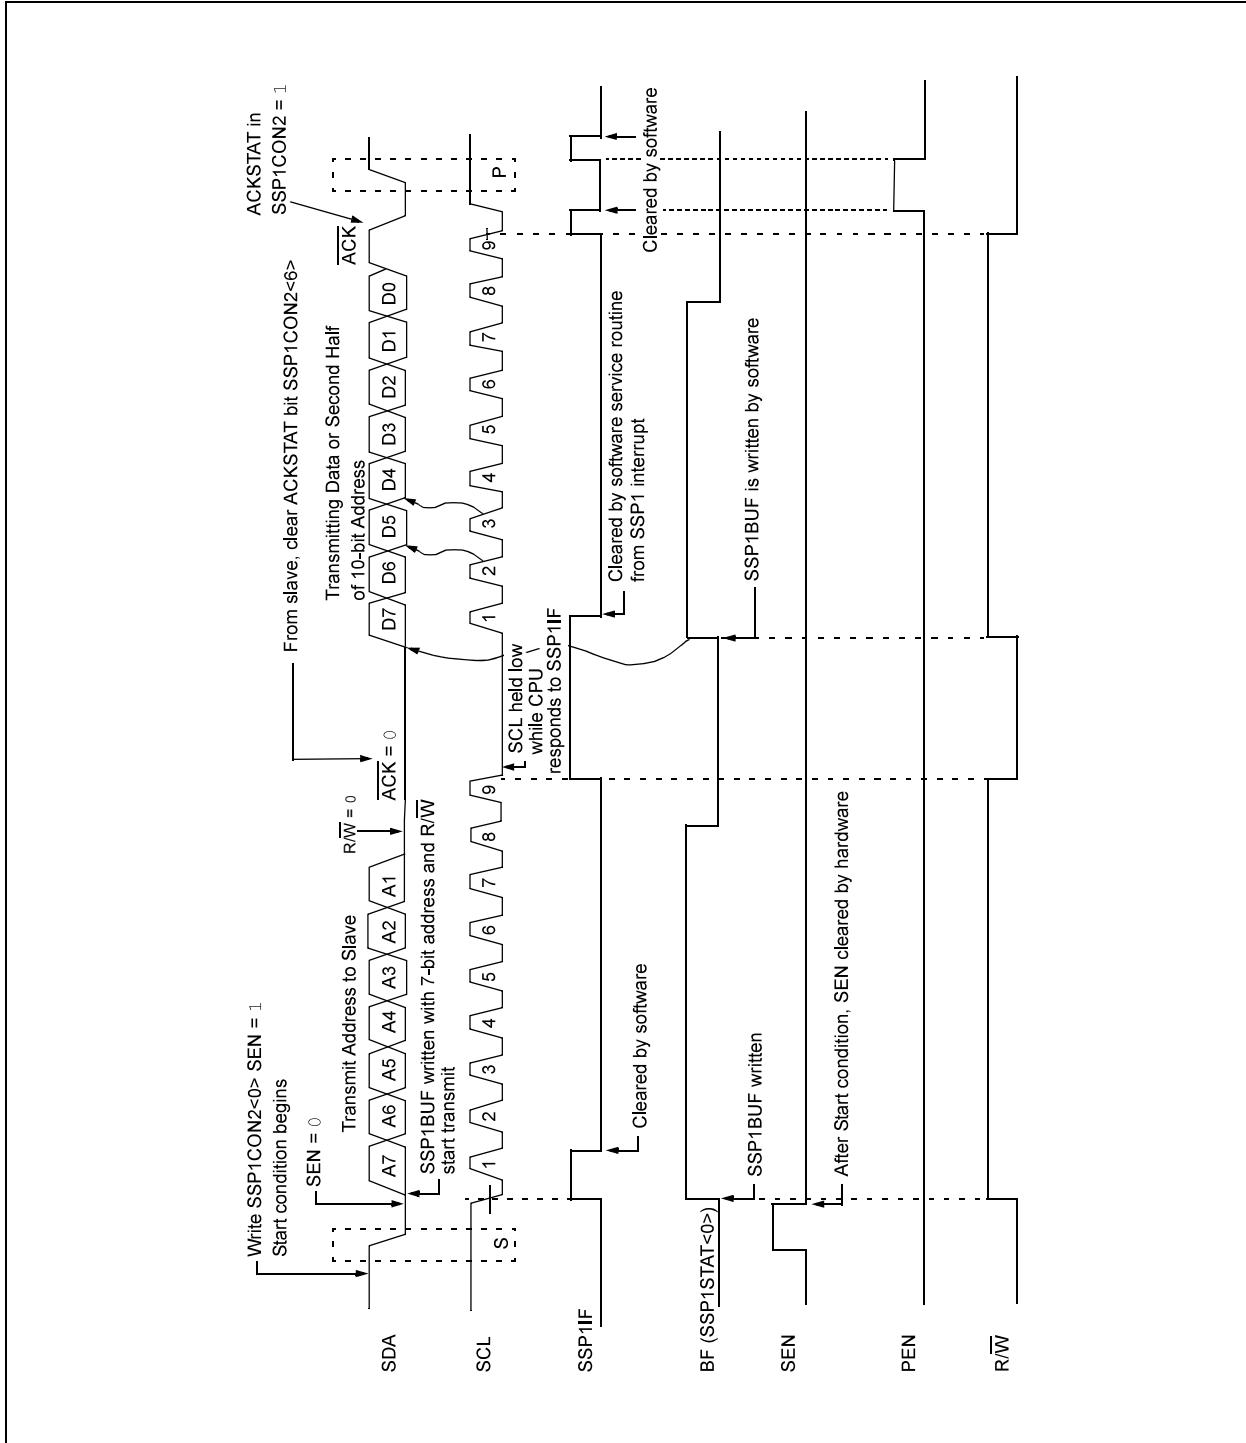 Write SSP1CON2<0> SEN = 1
Start condition begins
SEN = 0
Transmit Address to Slave
R/W = 0
From slave, clear ACKSTAT bit SSP1CON2<6>
ACK = 0
Transmitting Data or Second Half
of 10-bit Address
ACKSTAT in
SSP1CON2 = 1
ACK
SDA
A7 A6 A5 A4 A3 A2 A1
D7 D6 D5 D4 D3 D2 D1 D0
SSP1BUF written with 7-bit address and R/W
start transmit
SCL
S
1 2 3 4 5 6 7 8 9
1 2 3 4 5 6 7 8 9
P
SCL held low
while CPU
responds to SSP1IF
SSP1IF
Cleared by software
Cleared by software service routine
from SSP1 interrupt
Cleared by software
BF (SSP1STAT<0>)
SSP1BUF written
SSP1BUF is written by software
SEN
After Start condition, SEN cleared by hardware
PEN
R/W